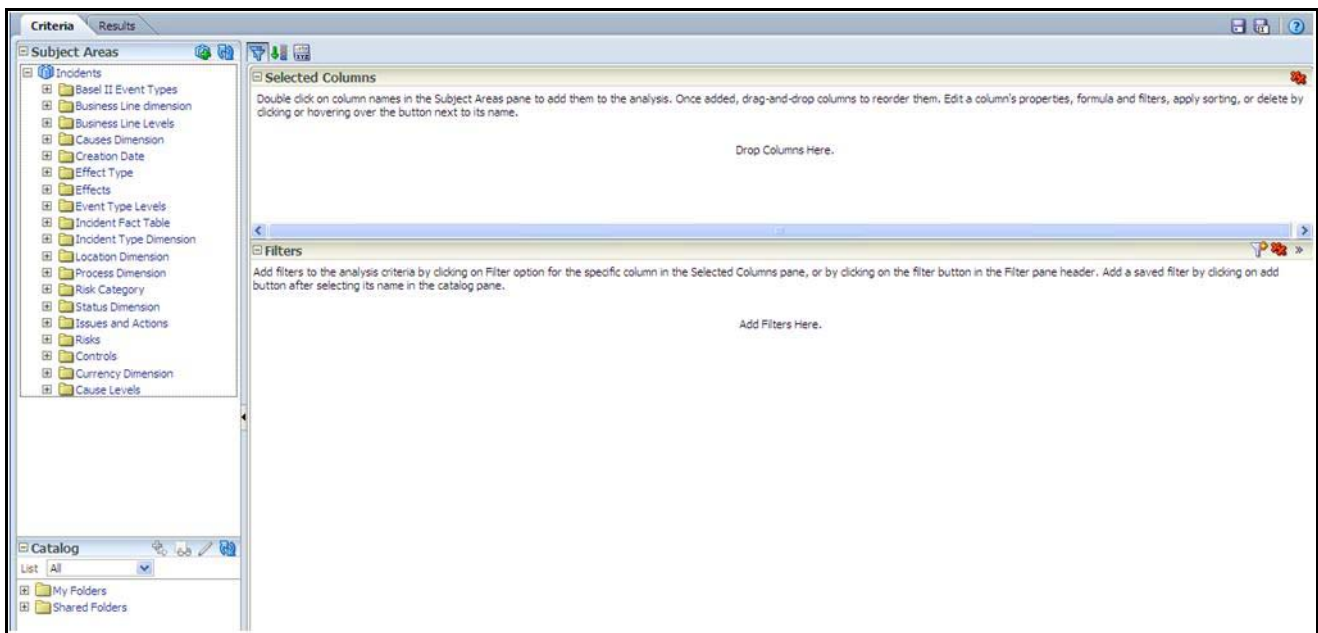 Criteria
Results
Subject Areas
Incidents
Basel II Event Types
Business Line dimension
Business Line Levels
Causes Dimension
Creation Date
Effect Type
Effects
Event Type Levels
Incident Fact Table
Incident Type Dimension
Location Dimension
Process Dimension
Risk Category
Status Dimension
Issues and Actions
Risks
Controls
Currency Dimension
Cause Levels
Catalog
List All
My Folders
Shared Folders
Selected Columns
Double click on column names in the Subject Areas pane to add them to the analysis. Once added, drag-and-drop columns to reorder them. Edit a column's properties, formula and filters, apply sorting, or delete by
clicking or hovering over the button next to its name.
Drop Columns Here.
Filters
Add filters to the analysis criteria by clicking on Filter option for the specific column in the Selected Columns pane, or by clicking on the filter button in the Filter pane header. Add a saved filter by clicking on add
button after selecting its name in the catalog pane.
Add Filters Here.